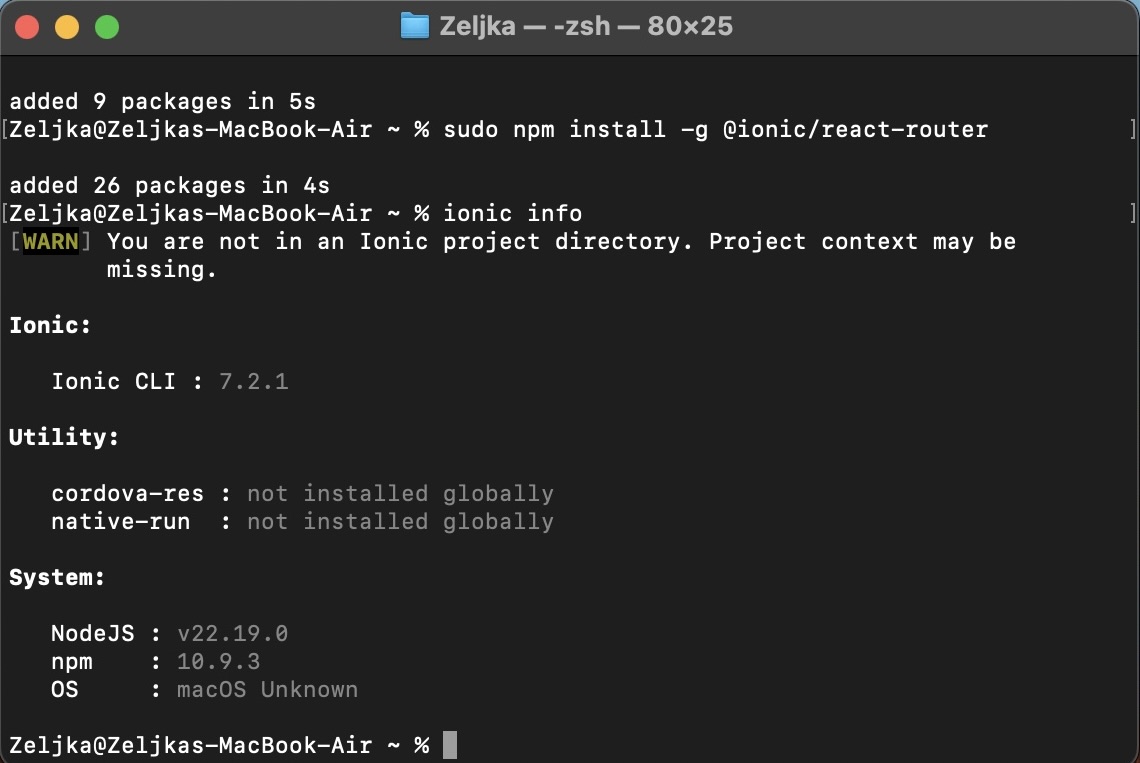 Zeljka — -zsh — 80×25
added 9 packages in 5s
[Zeljka@Zeljkas-MacBook-Air ~ % sudo npm install -g @ionic/react-router ]
added 26 packages in 4s
[Zeljka@Zeljkas-MacBook-Air ~ % ionic info ]
[WARN] You are not in an Ionic project directory. Project context may be
missing.
Ionic:
Ionic CLI : 7.2.1
Utility:
cordova-res : not installed globally
native-run : not installed globally
System:
NodeJS : v22.19.0
npm : 10.9.3
OS : macOS Unknown
Zeljka@Zeljkas-MacBook-Air ~ %